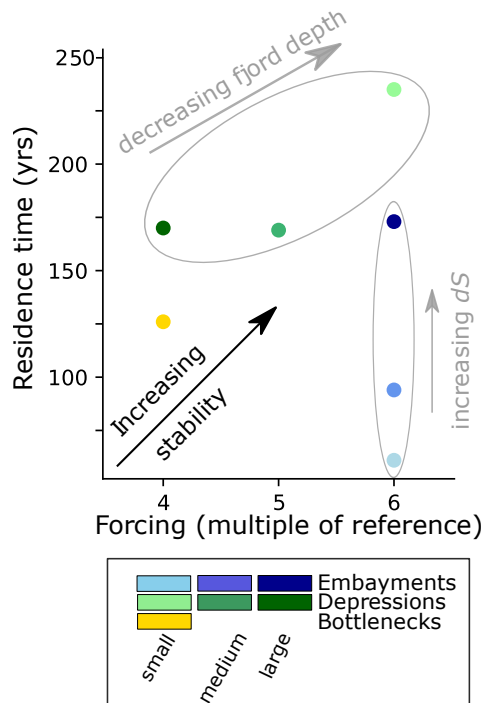 250
200
150
100
Residence time (yrs)
decreasing fjord depth
Increasing
stability
increasing dS
4
5
6
Forcing (multiple of reference)
Embayments
Depressions
Bottlenecks
small
medium
large